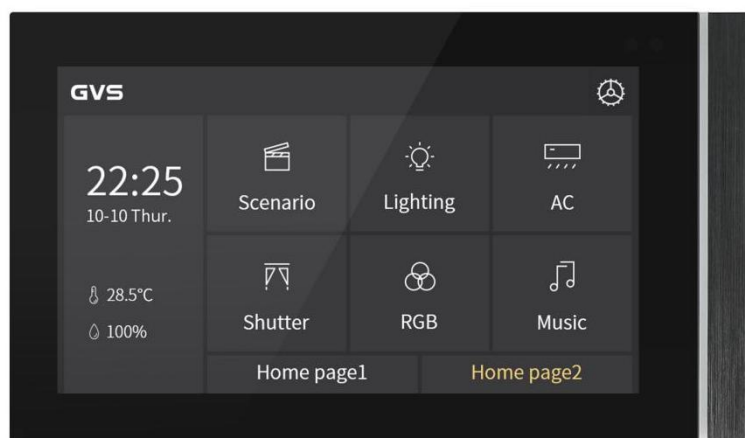 GVS
22:25
10-10 Thur.
28.5°C
100%
Scenario
Lighting
AC
Shutter
RGB
Music
Home page1
Home page2